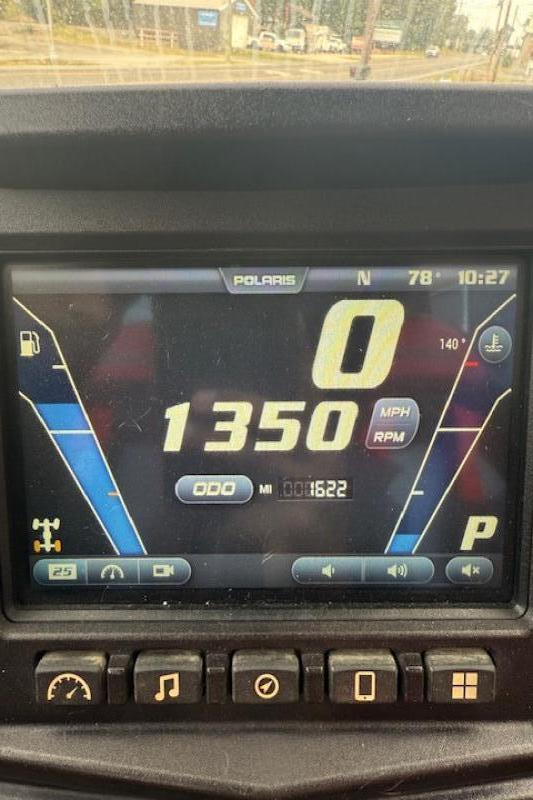 POLARIS N 78° 10:27
0
140°
1350 MPH
RPM
ODO MI 0001622
P
25